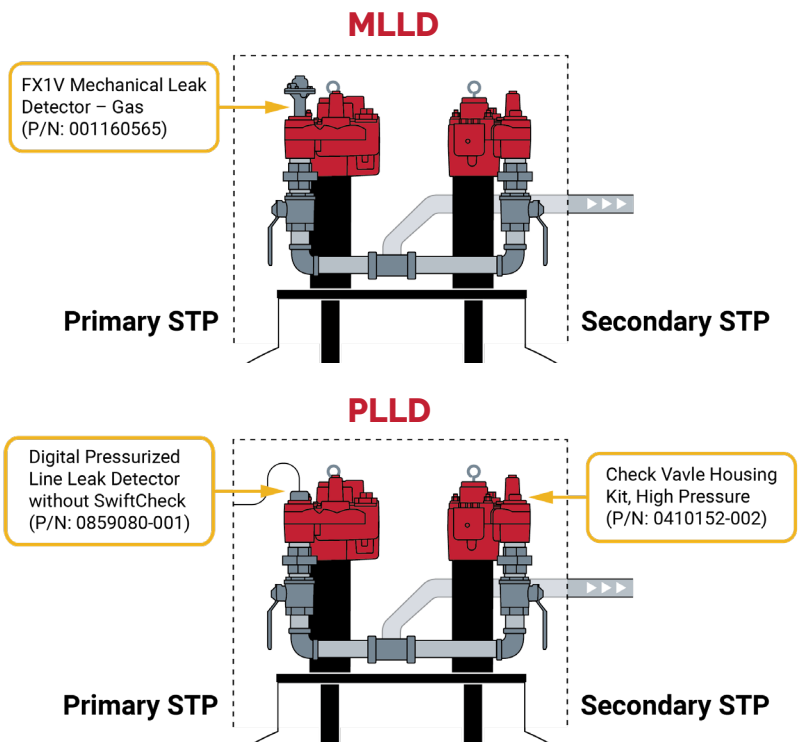 MLLD
FX1V Mechanical Leak
Detector – Gas
(P/N: 001160565)
Primary STP
Secondary STP
PLLD
Digital Pressurized
Line Leak Detector
without SwiftCheck
(P/N: 0859080-001)
Check Vavle Housing
Kit, High Pressure
(P/N: 0410152-002)
Primary STP
Secondary STP